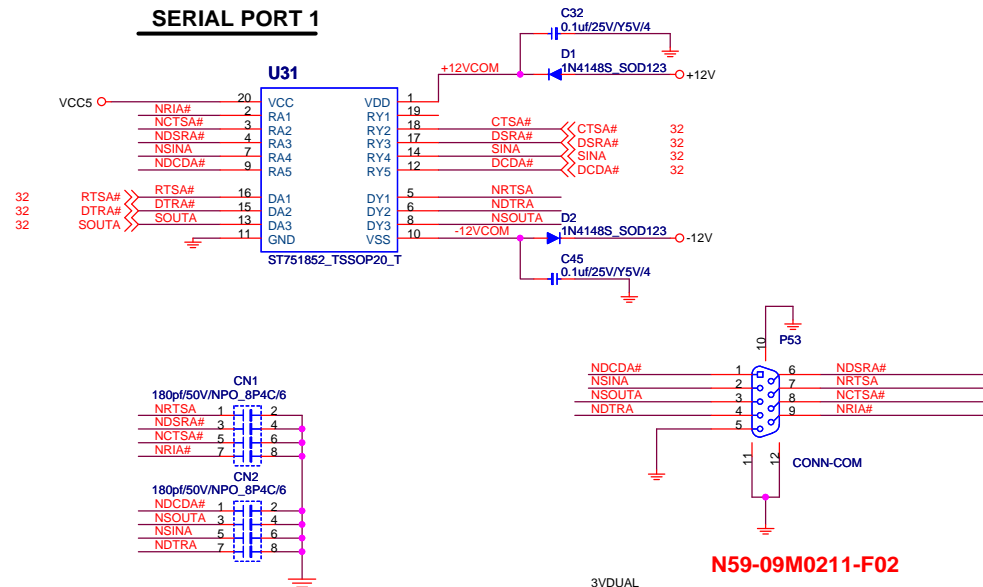 SERIAL PORT 1
C32
0.1uf/25V/Y5V/4
D1
1N4148S_SOD123
+12VCOM
+12V
U31
VCC5
20 VCC VDD 1
NRIA# 2 RA1 RY1 19
NCTSA# 3 RA2 RY2 18 CTSA# CTSA# 32
NDSRA# 4 RA3 RY3 17 DSRA# DSRA# 32
NSINA 7 RA4 RY4 14 SINA SINA 32
NDCDA# 9 RA5 RY5 12 DCDA# DCDA# 32
32 RTSA# RTSA# 16 DA1 DY1 5 NRTSA
32 DTRA# DTRA# 15 DA2 DY2 6 NDTRA
32 SOUTA SOUTA 13 DA3 DY3 8 NSOUTA
11 GND VSS 10 -12VCOM
ST751852_TSSOP20_T
D2
1N4148S_SOD123
-12V
C45
0.1uf/25V/Y5V/4
CN1
180pf/50V/NPO_8P4C/6
NRTSA 1 2
NDSRA# 3 4
NCTSA# 5 6
NRIA# 7 8
CN2
180pf/50V/NPO_8P4C/6
NDCDA# 1 2
NSOUTA 3 4
NSINA 5 6
NDTRA 7 8
10
P53
NDCDA# 1 6 NDSRA#
NSINA 2 7 NRTSA
NSOUTA 3 8 NCTSA#
NDTRA 4 9 NRIA#
5
11 12
CONN-COM
N59-09M0211-F02
3VDUAL